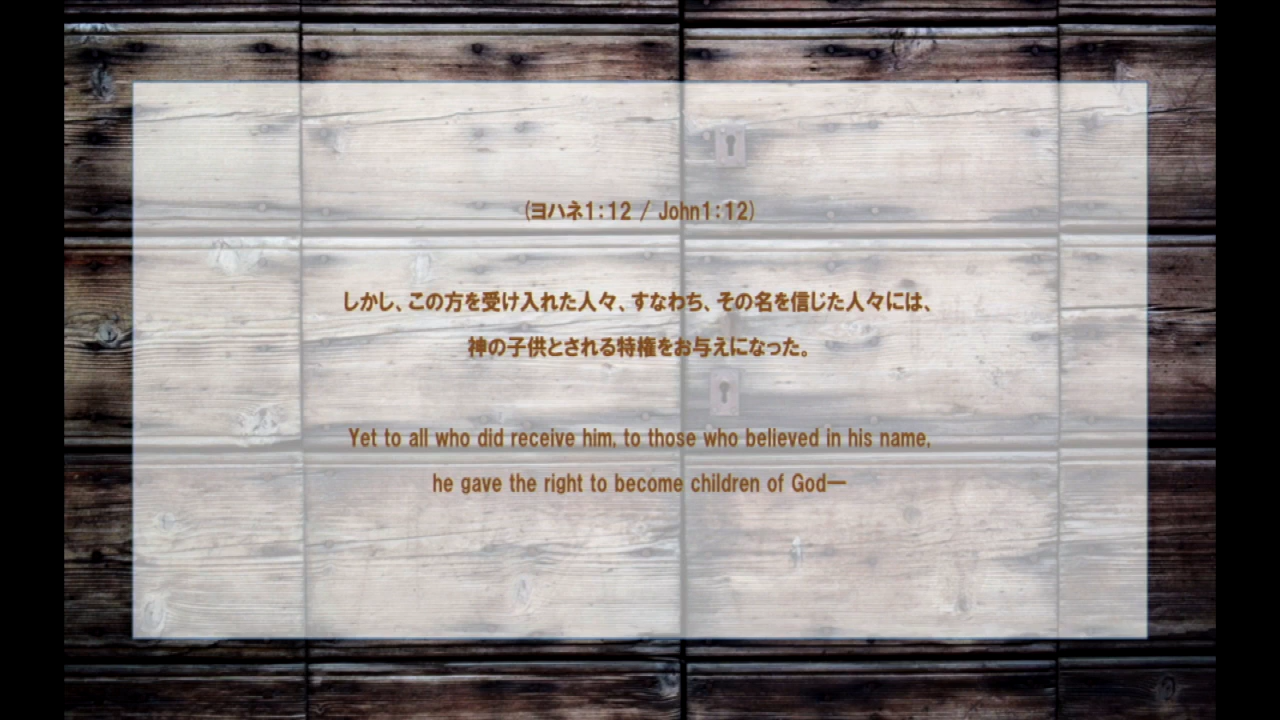 (ヨハネ1:12 / John1:12)
しかし、この方を受け入れた人々、すなわち、その名を信じた人々には、
神の子供とされる特権をお与えになった。
Yet to all who did receive him, to those who believed in his name,
he gave the right to become children of God—